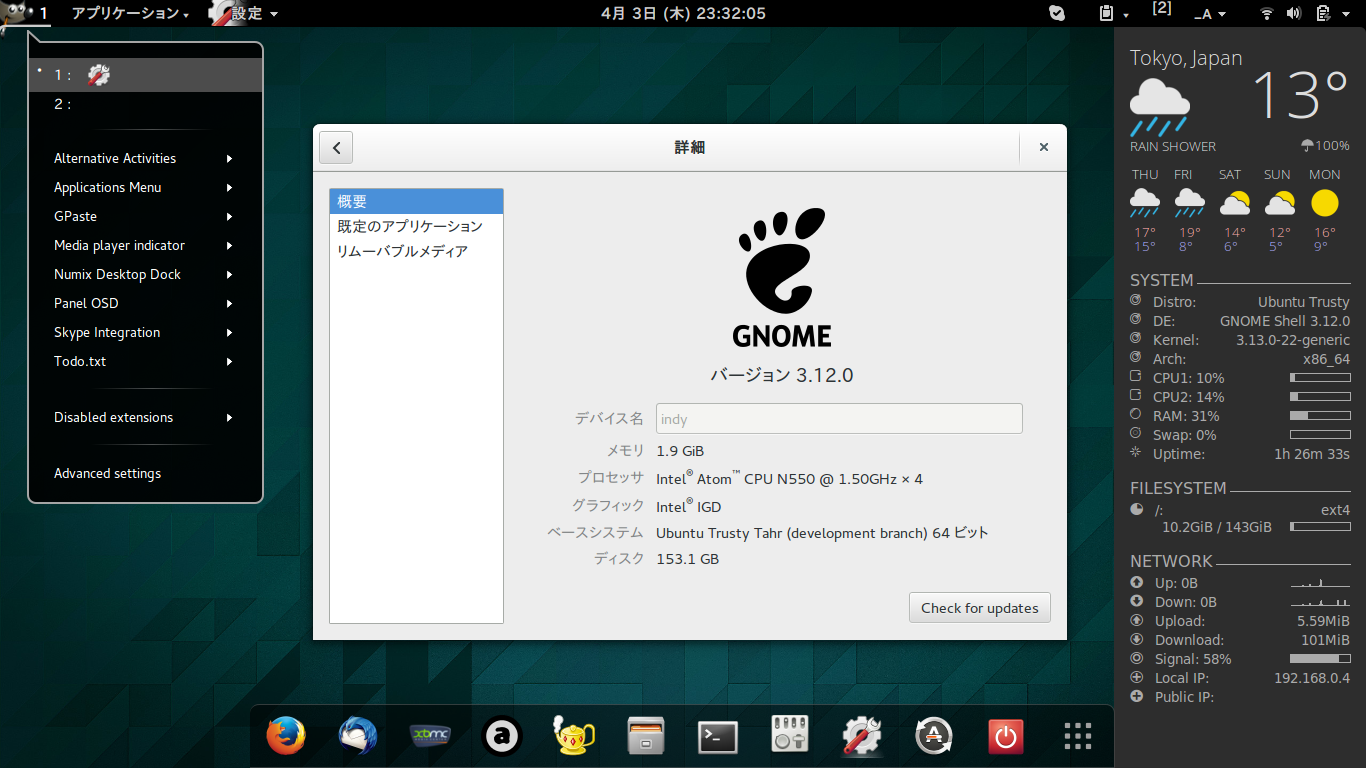 1 アプリケーション 設定 4月 3日 (木) 23:32:05 [2] _A
1 :
2 :
Alternative Activities
Applications Menu
GPaste
Media player indicator
Numix Desktop Dock
Panel OSD
Skype Integration
Todo.txt
Disabled extensions
Advanced settings
詳細
概要
既定のアプリケーション
リムーバブルメディア
GNOME
バージョン 3.12.0
デバイス名 indy
メモリ 1.9 GiB
プロセッサ Intel® Atom™ CPU N550 @ 1.50GHz × 4
グラフィック Intel® IGD
ベースシステム Ubuntu Trusty Tahr (development branch) 64 ビット
ディスク 153.1 GB
Check for updates
Tokyo, Japan
13°
RAIN SHOWER 100%
THU FRI SAT SUN MON
17° 19° 14° 12° 16°
15° 8° 6° 5° 9°
SYSTEM
Distro: Ubuntu Trusty
DE: GNOME Shell 3.12.0
Kernel: 3.13.0-22-generic
Arch: x86_64
CPU1: 10%
CPU2: 14%
RAM: 31%
Swap: 0%
Uptime: 1h 26m 33s
FILESYSTEM
/: ext4
10.2GiB / 143GiB
NETWORK
Up: 0B
Down: 0B
Upload: 5.59MiB
Download: 101MiB
Signal: 58%
Local IP: 192.168.0.4
Public IP:
xbmc
a